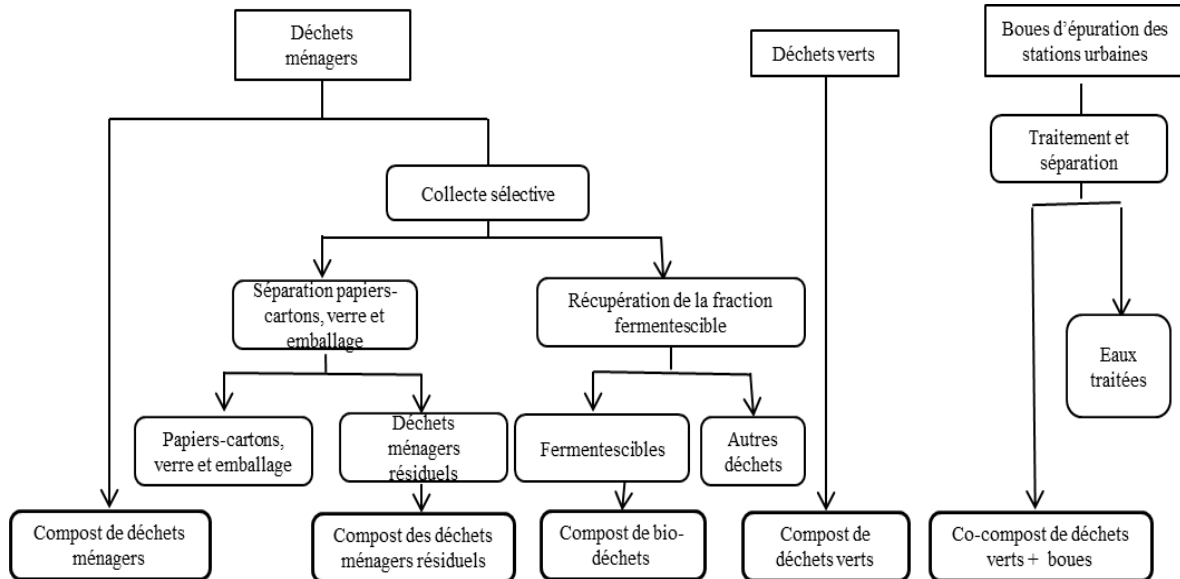 Déchets
ménagers
Déchets verts
Boues d'épuration des
stations urbaines
Traitement et
séparation
Collecte sélective
Séparation papiers-
cartons, verre et
emballage
Récupération de la fraction
fermentescible
Eaux
traitées
Papiers-cartons,
verre et emballage
Déchets
ménagers
résiduels
Fermentescibles
Autres
déchets
Compost de déchets
ménagers
Compost des déchets
ménagers résiduels
Compost de bio-
déchets
Compost de
déchets verts
Co-compost de déchets
verts + boues